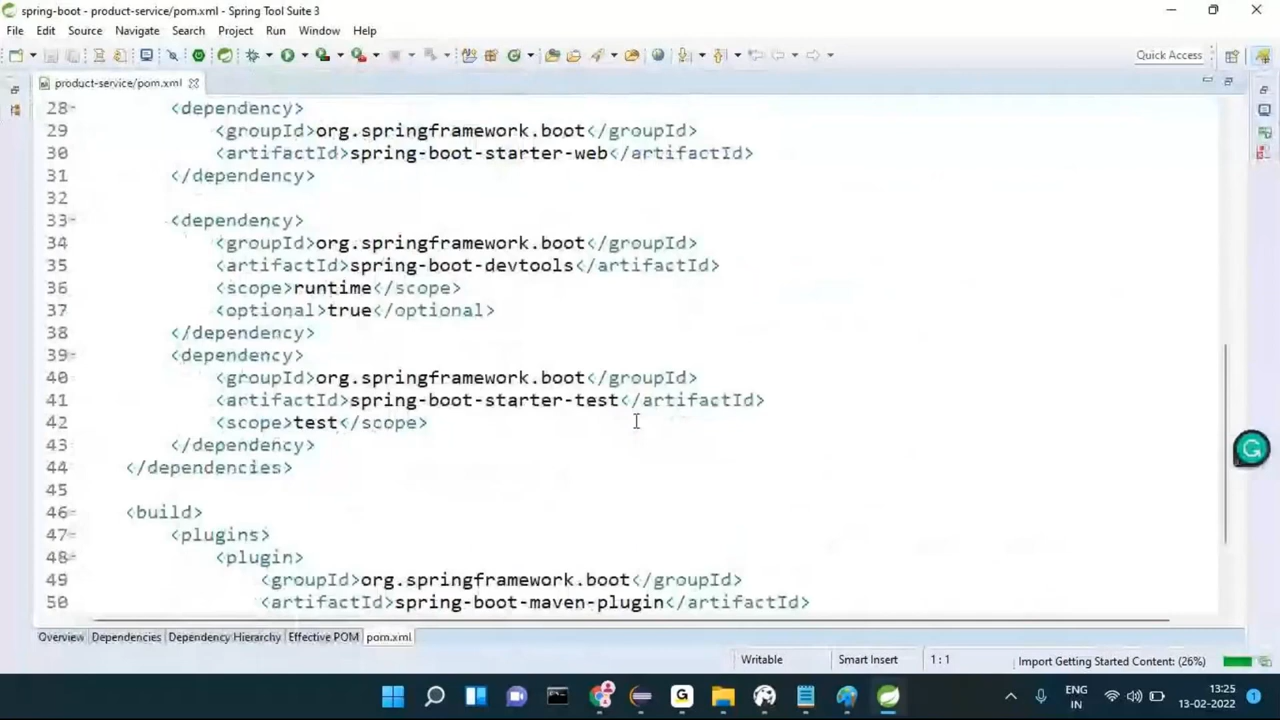 spring-boot - product-service/pom.xml - Spring Tool Suite 3
File Edit Source Navigate Search Project Run Window Help
Quick Access
product-service/pom.xml
28 <dependency>
29 <groupId>org.springframework.boot</groupId>
30 <artifactId>spring-boot-starter-web</artifactId>
31 </dependency>
32
33 <dependency>
34 <groupId>org.springframework.boot</groupId>
35 <artifactId>spring-boot-devtools</artifactId>
36 <scope>runtime</scope>
37 <optional>true</optional>
38 </dependency>
39 <dependency>
40 <groupId>org.springframework.boot</groupId>
41 <artifactId>spring-boot-starter-test</artifactId>
42 <scope>test</scope>
43 </dependency>
44 </dependencies>
45
46 <build>
47 <plugins>
48 <plugin>
49 <groupId>org.springframework.boot</groupId>
50 <artifactId>spring-boot-maven-plugin</artifactId>
Overview Dependencies Dependency Hierarchy Effective POM pom.xml
Writable Smart Insert 1 : 1 Import Getting Started Content: (26%)
ENG 13:25
IN 13-02-2022 1